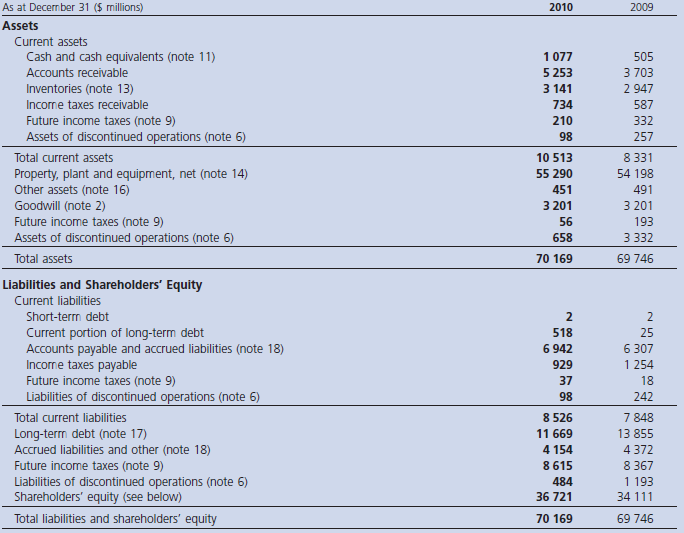 As at December 31 ($ millions) 2010 2009
Assets
Current assets
Cash and cash equivalents (note 11) 1 077 505
Accounts receivable 5 253 3 703
Inventories (note 13) 3 141 2 947
Income taxes receivable 734 587
Future income taxes (note 9) 210 332
Assets of discontinued operations (note 6) 98 257
Total current assets 10 513 8 331
Property, plant and equipment, net (note 14) 55 290 54 198
Other assets (note 16) 451 491
Goodwill (note 2) 3 201 3 201
Future income taxes (note 9) 56 193
Assets of discontinued operations (note 6) 658 3 332
Total assets 70 169 69 746
Liabilities and Shareholders' Equity
Current liabilities
Short-term debt 2 2
Current portion of long-term debt 518 25
Accounts payable and accrued liabilities (note 18) 6 942 6 307
Income taxes payable 929 1 254
Future income taxes (note 9) 37 18
Liabilities of discontinued operations (note 6) 98 242
Total current liabilities 8 526 7 848
Long-term debt (note 17) 11 669 13 855
Accrued liabilities and other (note 18) 4 154 4 372
Future income taxes (note 9) 8 615 8 367
Liabilities of discontinued operations (note 6) 484 1 193
Shareholders' equity (see below) 36 721 34 111
Total liabilities and shareholders' equity 70 169 69 746